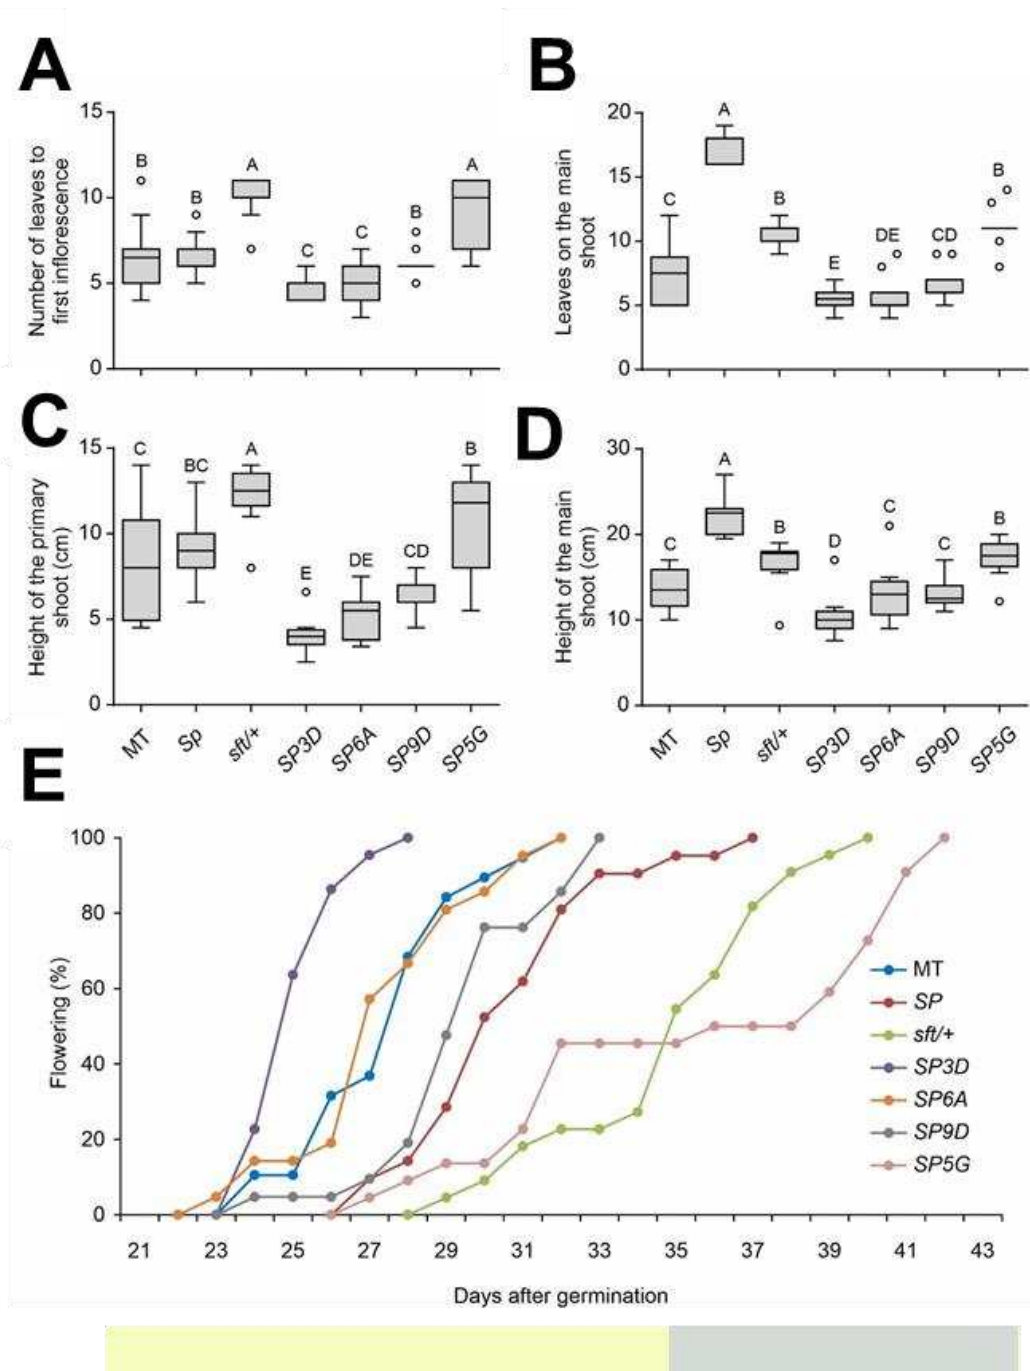 A
B
15
10
5
0
Number of leaves to
first inflorescence
B
B
A
C
C
B
A
20
15
10
5
0
Leaves on the main
shoot
C
A
B
E
DE
CD
B
C
D
15
10
5
0
Height of the primary
shoot (cm)
C
BC
A
E
DE
CD
B
MT
Sp
sft/+
SP3D
SP6A
SP9D
SP5G
30
20
10
0
Height of the main
shoot (cm)
C
A
B
D
C
C
B
MT
Sp
sft/+
SP3D
SP6A
SP9D
SP5G
E
100
80
60
40
20
0
Flowering (%)
MT
SP
sft/+
SP3D
SP6A
SP9D
SP5G
21 23 25 27 29 31 33 35 37 39 41 43
Days after germination